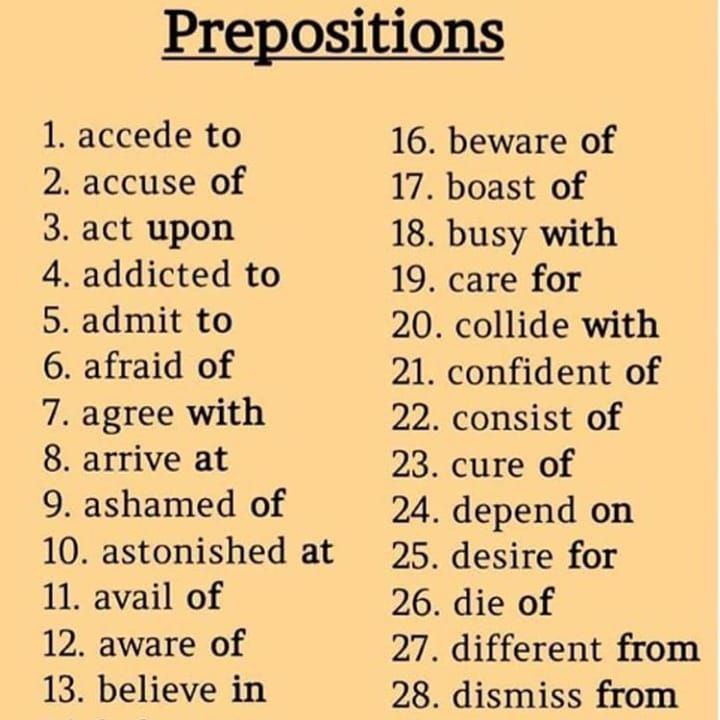 Prepositions
1. accede to
2. accuse of
3. act upon
4. addicted to
5. admit to
6. afraid of
7. agree with
8. arrive at
9. ashamed of
10. astonished at
11. avail of
12. aware of
13. believe in
16. beware of
17. boast of
18. busy with
19. care for
20. collide with
21. confident of
22. consist of
23. cure of
24. depend on
25. desire for
26. die of
27. different from
28. dismiss from